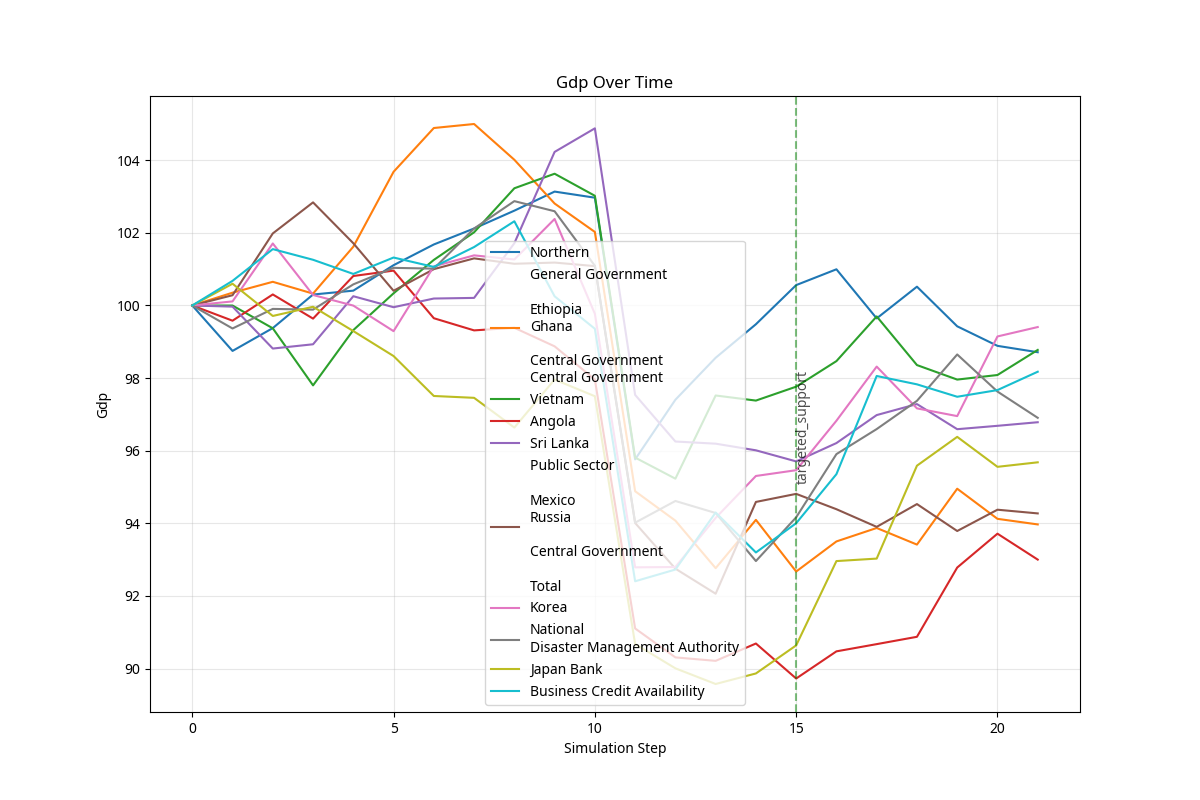 Gdp Over Time
Gdp
104
102
100
98
96
94
92
90
Northern
General Government
Ethiopia
Ghana
Central Government
Central Government
Vietnam
Angola
Sri Lanka
Public Sector
Mexico
Russia
Central Government
Total
Korea
National
Disaster Management Authority
Japan Bank
Business Credit Availability
targeted_support
0
5
10
15
20
Simulation Step